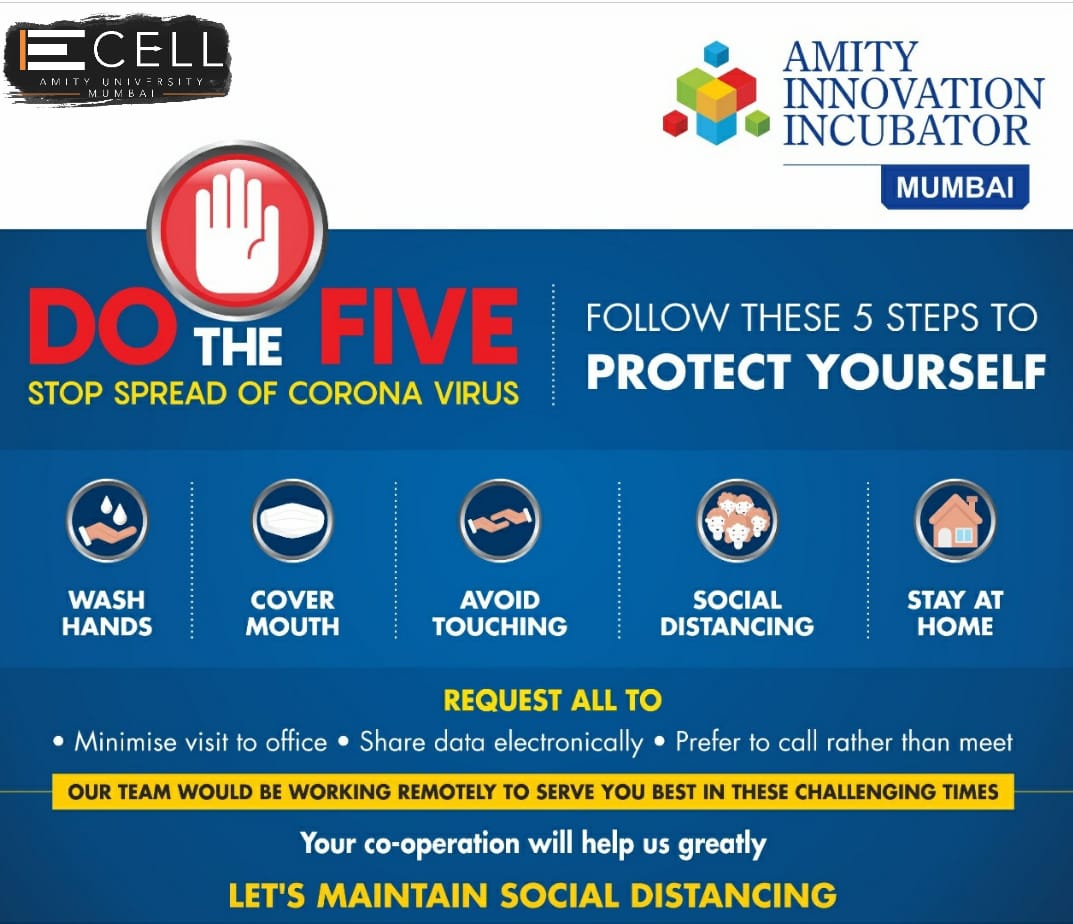 ECELL
AMITY UNIVERSITY
MUMBAI
AMITY
INNOVATION
INCUBATOR
MUMBAI
DO THE FIVE
STOP SPREAD OF CORONA VIRUS
FOLLOW THESE 5 STEPS TO
PROTECT YOURSELF
WASH
HANDS
COVER
MOUTH
AVOID
TOUCHING
SOCIAL
DISTANCING
STAY AT
HOME
REQUEST ALL TO
• Minimise visit to office • Share data electronically • Prefer to call rather than meet
OUR TEAM WOULD BE WORKING REMOTELY TO SERVE YOU BEST IN THESE CHALLENGING TIMES
Your co-operation will help us greatly
LET'S MAINTAIN SOCIAL DISTANCING